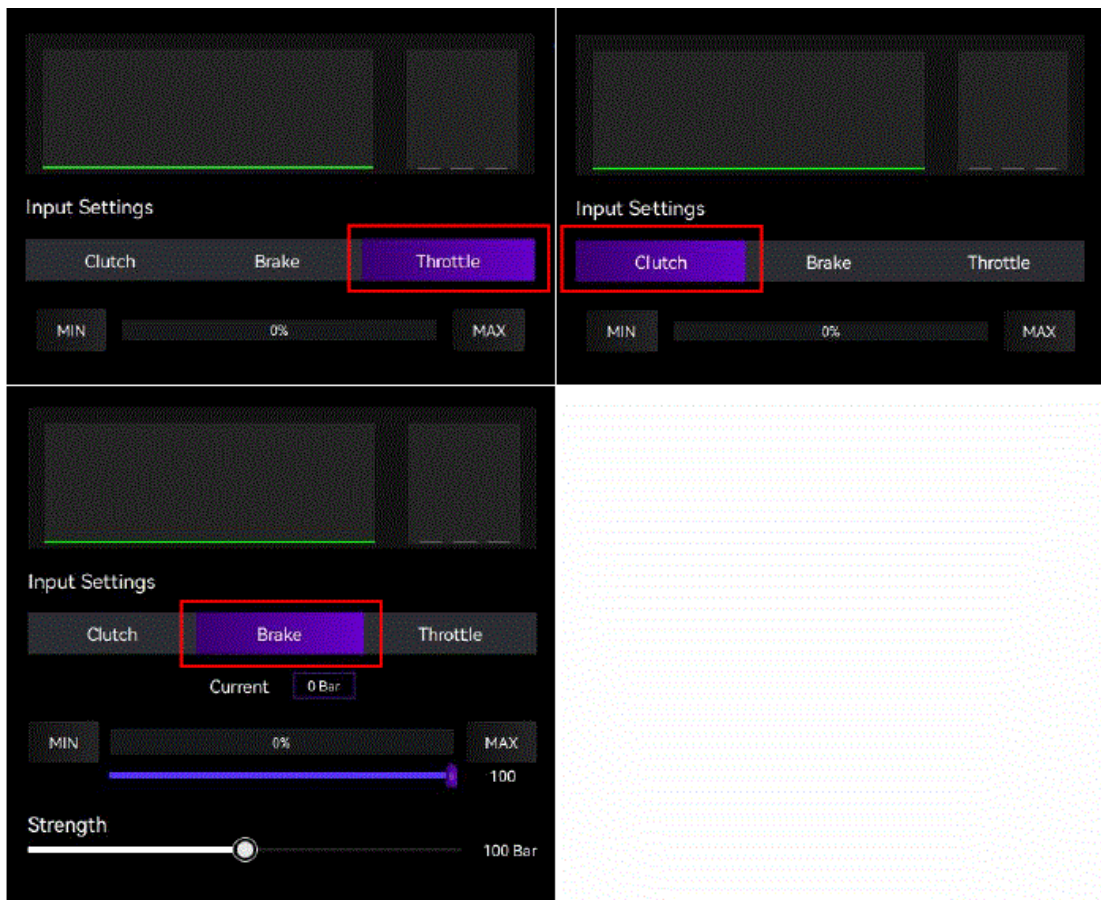 Input Settings
Clutch Brake Throttle
MIN 0% MAX
Input Settings
Clutch Brake Throttle
MIN 0% MAX
Input Settings
Clutch Brake Throttle
Current 0 Bar
MIN 0% MAX
100
Strength
100 Bar